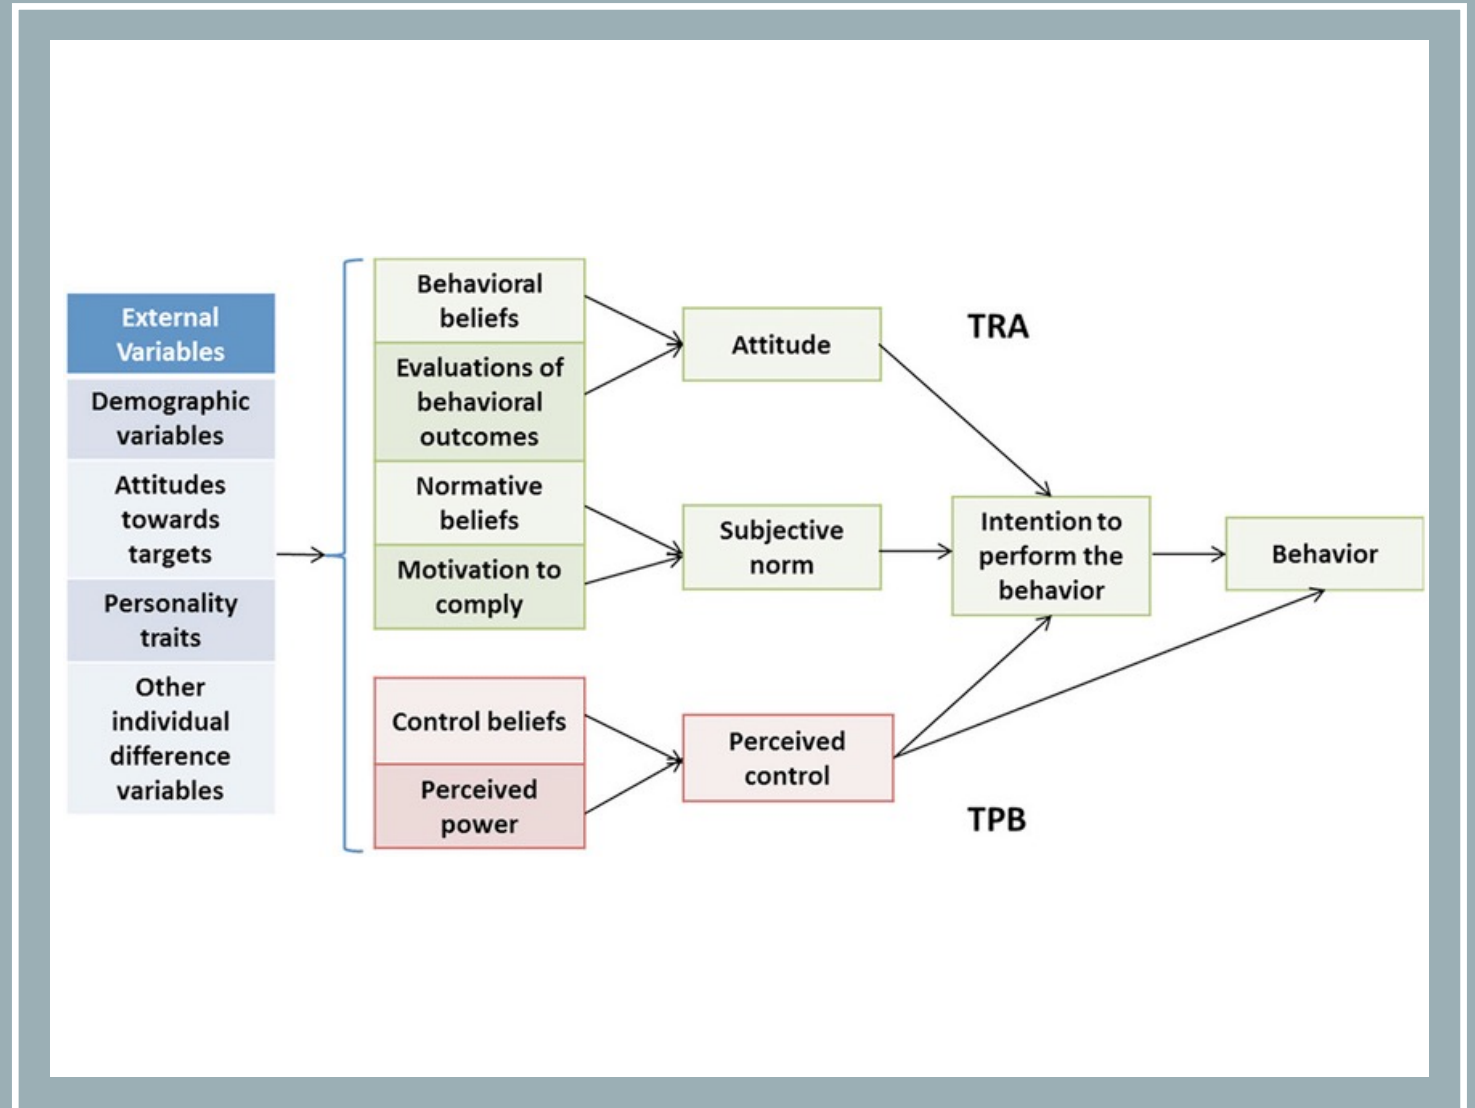 External
Variables
Demographic
variables
Attitudes
towards
targets
Personality
traits
Other
individual
difference
variables
Behavioral
beliefs
Evaluations of
behavioral
outcomes
Normative
beliefs
Motivation to
comply
Control beliefs
Perceived
power
Attitude
Subjective
norm
Perceived
control
TRA
Intention to
perform the
behavior
TPB
Behavior